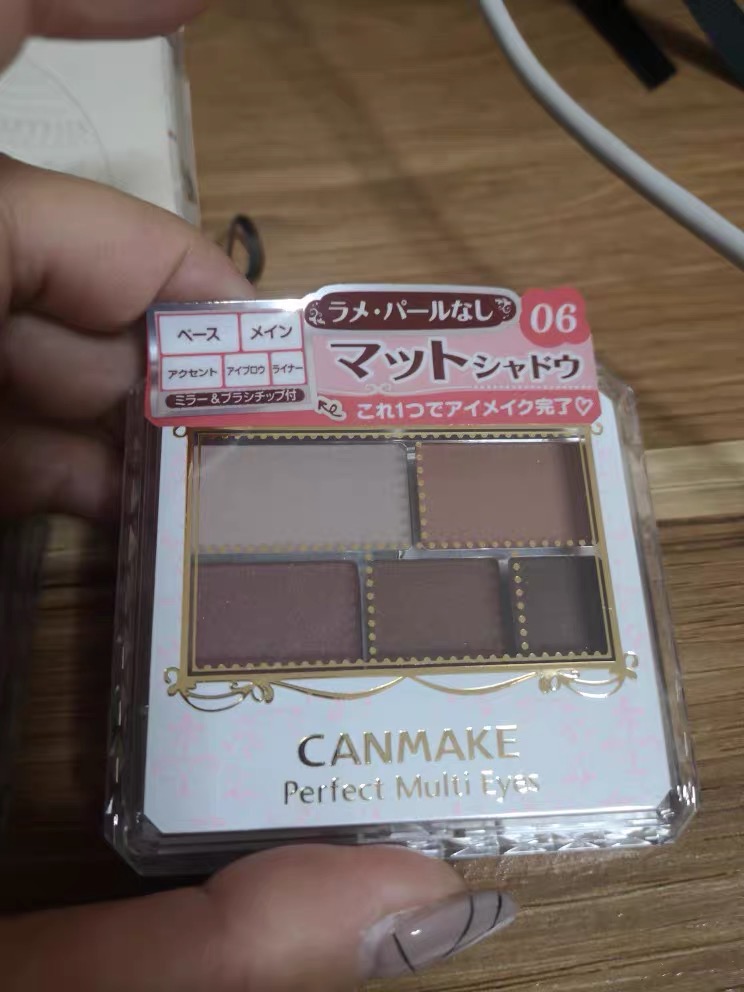 ラメ・パールなし
06
マットシャドウ
これ1つでアイメイク完了♡
ベース メイン
アクセント アイブロウ ライナー
ミラー&ブラシチップ付
CANMAKE
Perfect Multi Eyes